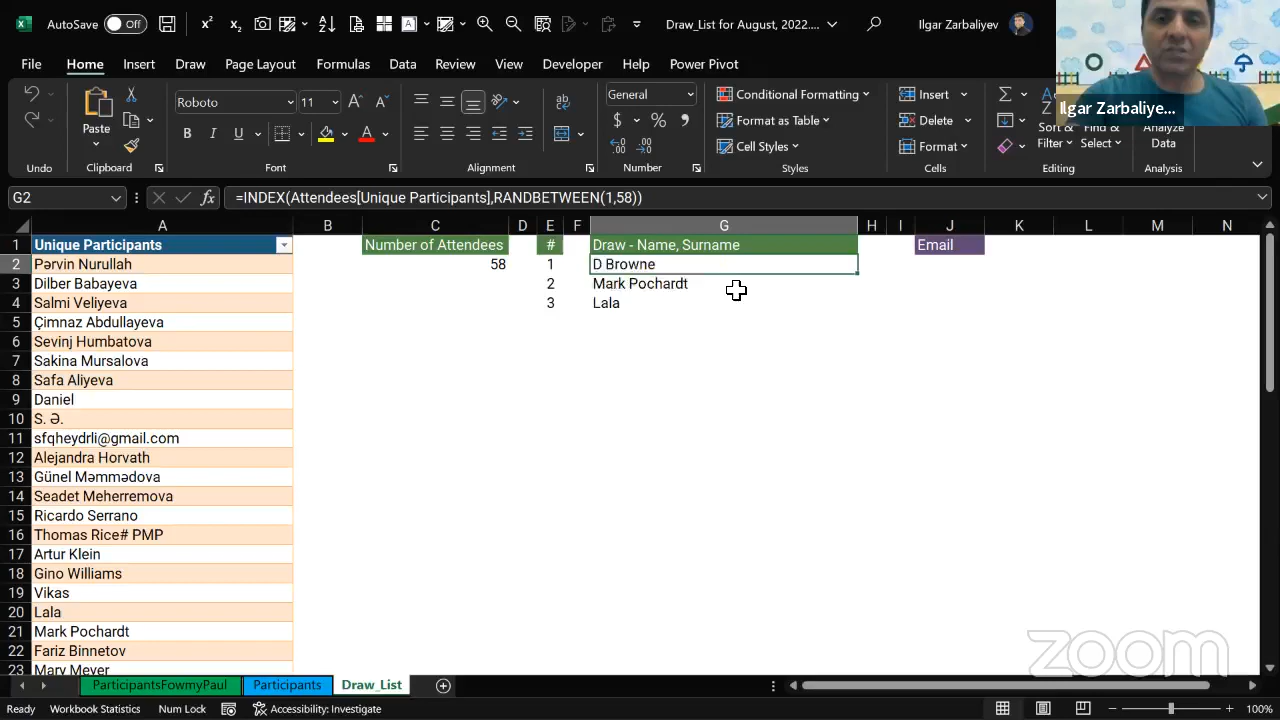 AutoSave Off
Draw_List for August, 2022....
Ilgar Zarbaliyev
File Home Insert Draw Page Layout Formulas Data Review View Developer Help Power Pivot
Roboto 11
General
Conditional Formatting
Format as Table
Cell Styles
Insert
Delete
Format
Paste
Sort & Filter
Find & Select
Analyze Data
Undo Clipboard Font Alignment Number Styles Cells Analysis
Ilgar Zarbaliye...
G2 =INDEX(Attendees[Unique Participants],RANDBETWEEN(1,58))
A B C D E F G H I J K L M N
1 Unique Participants Number of Attendees # Draw - Name, Surname Email
2 Pərvin Nurullah 58 1 D Browne
3 Dilber Babayeva 2 Mark Pochardt
4 Salmi Veliyeva 3 Lala
5 Çimnaz Abdullayeva
6 Sevinj Humbatova
7 Sakina Mursalova
8 Safa Aliyeva
9 Daniel
10 S. Ə.
11 sfqheydrli@gmail.com
12 Alejandra Horvath
13 Günel Məmmədova
14 Seadet Meherremova
15 Ricardo Serrano
16 Thomas Rice# PMP
17 Artur Klein
18 Gino Williams
19 Vikas
20 Lala
21 Mark Pochardt
22 Fariz Binnetov
23 Mary Meyer
zoom
ParticipantsFowmyPaul Participants Draw_List
Ready Workbook Statistics Num Lock Accessibility: Investigate 100%